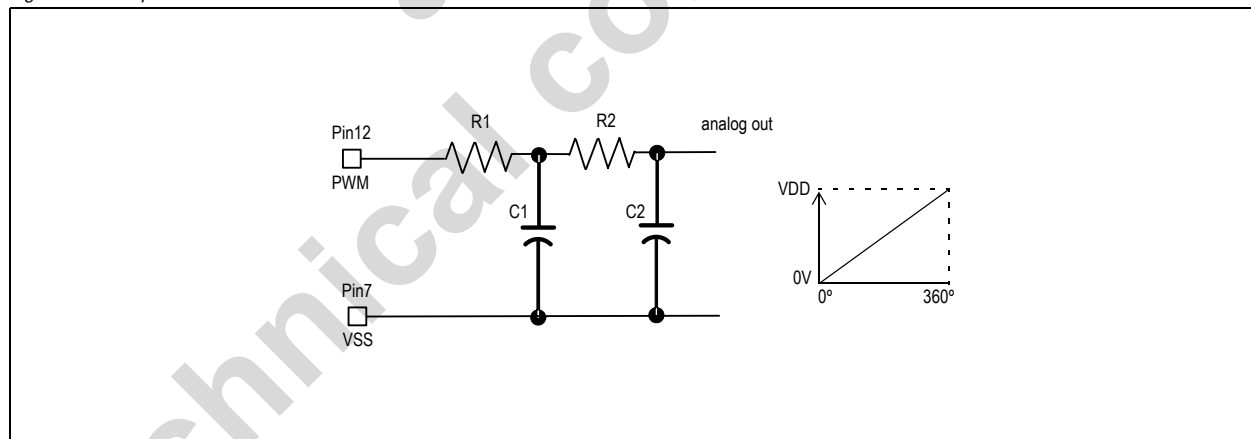 R1
R2
analog out
Pin12
PWM
C1
C2
VDD
0V
0º
360º
Pin7
VSS